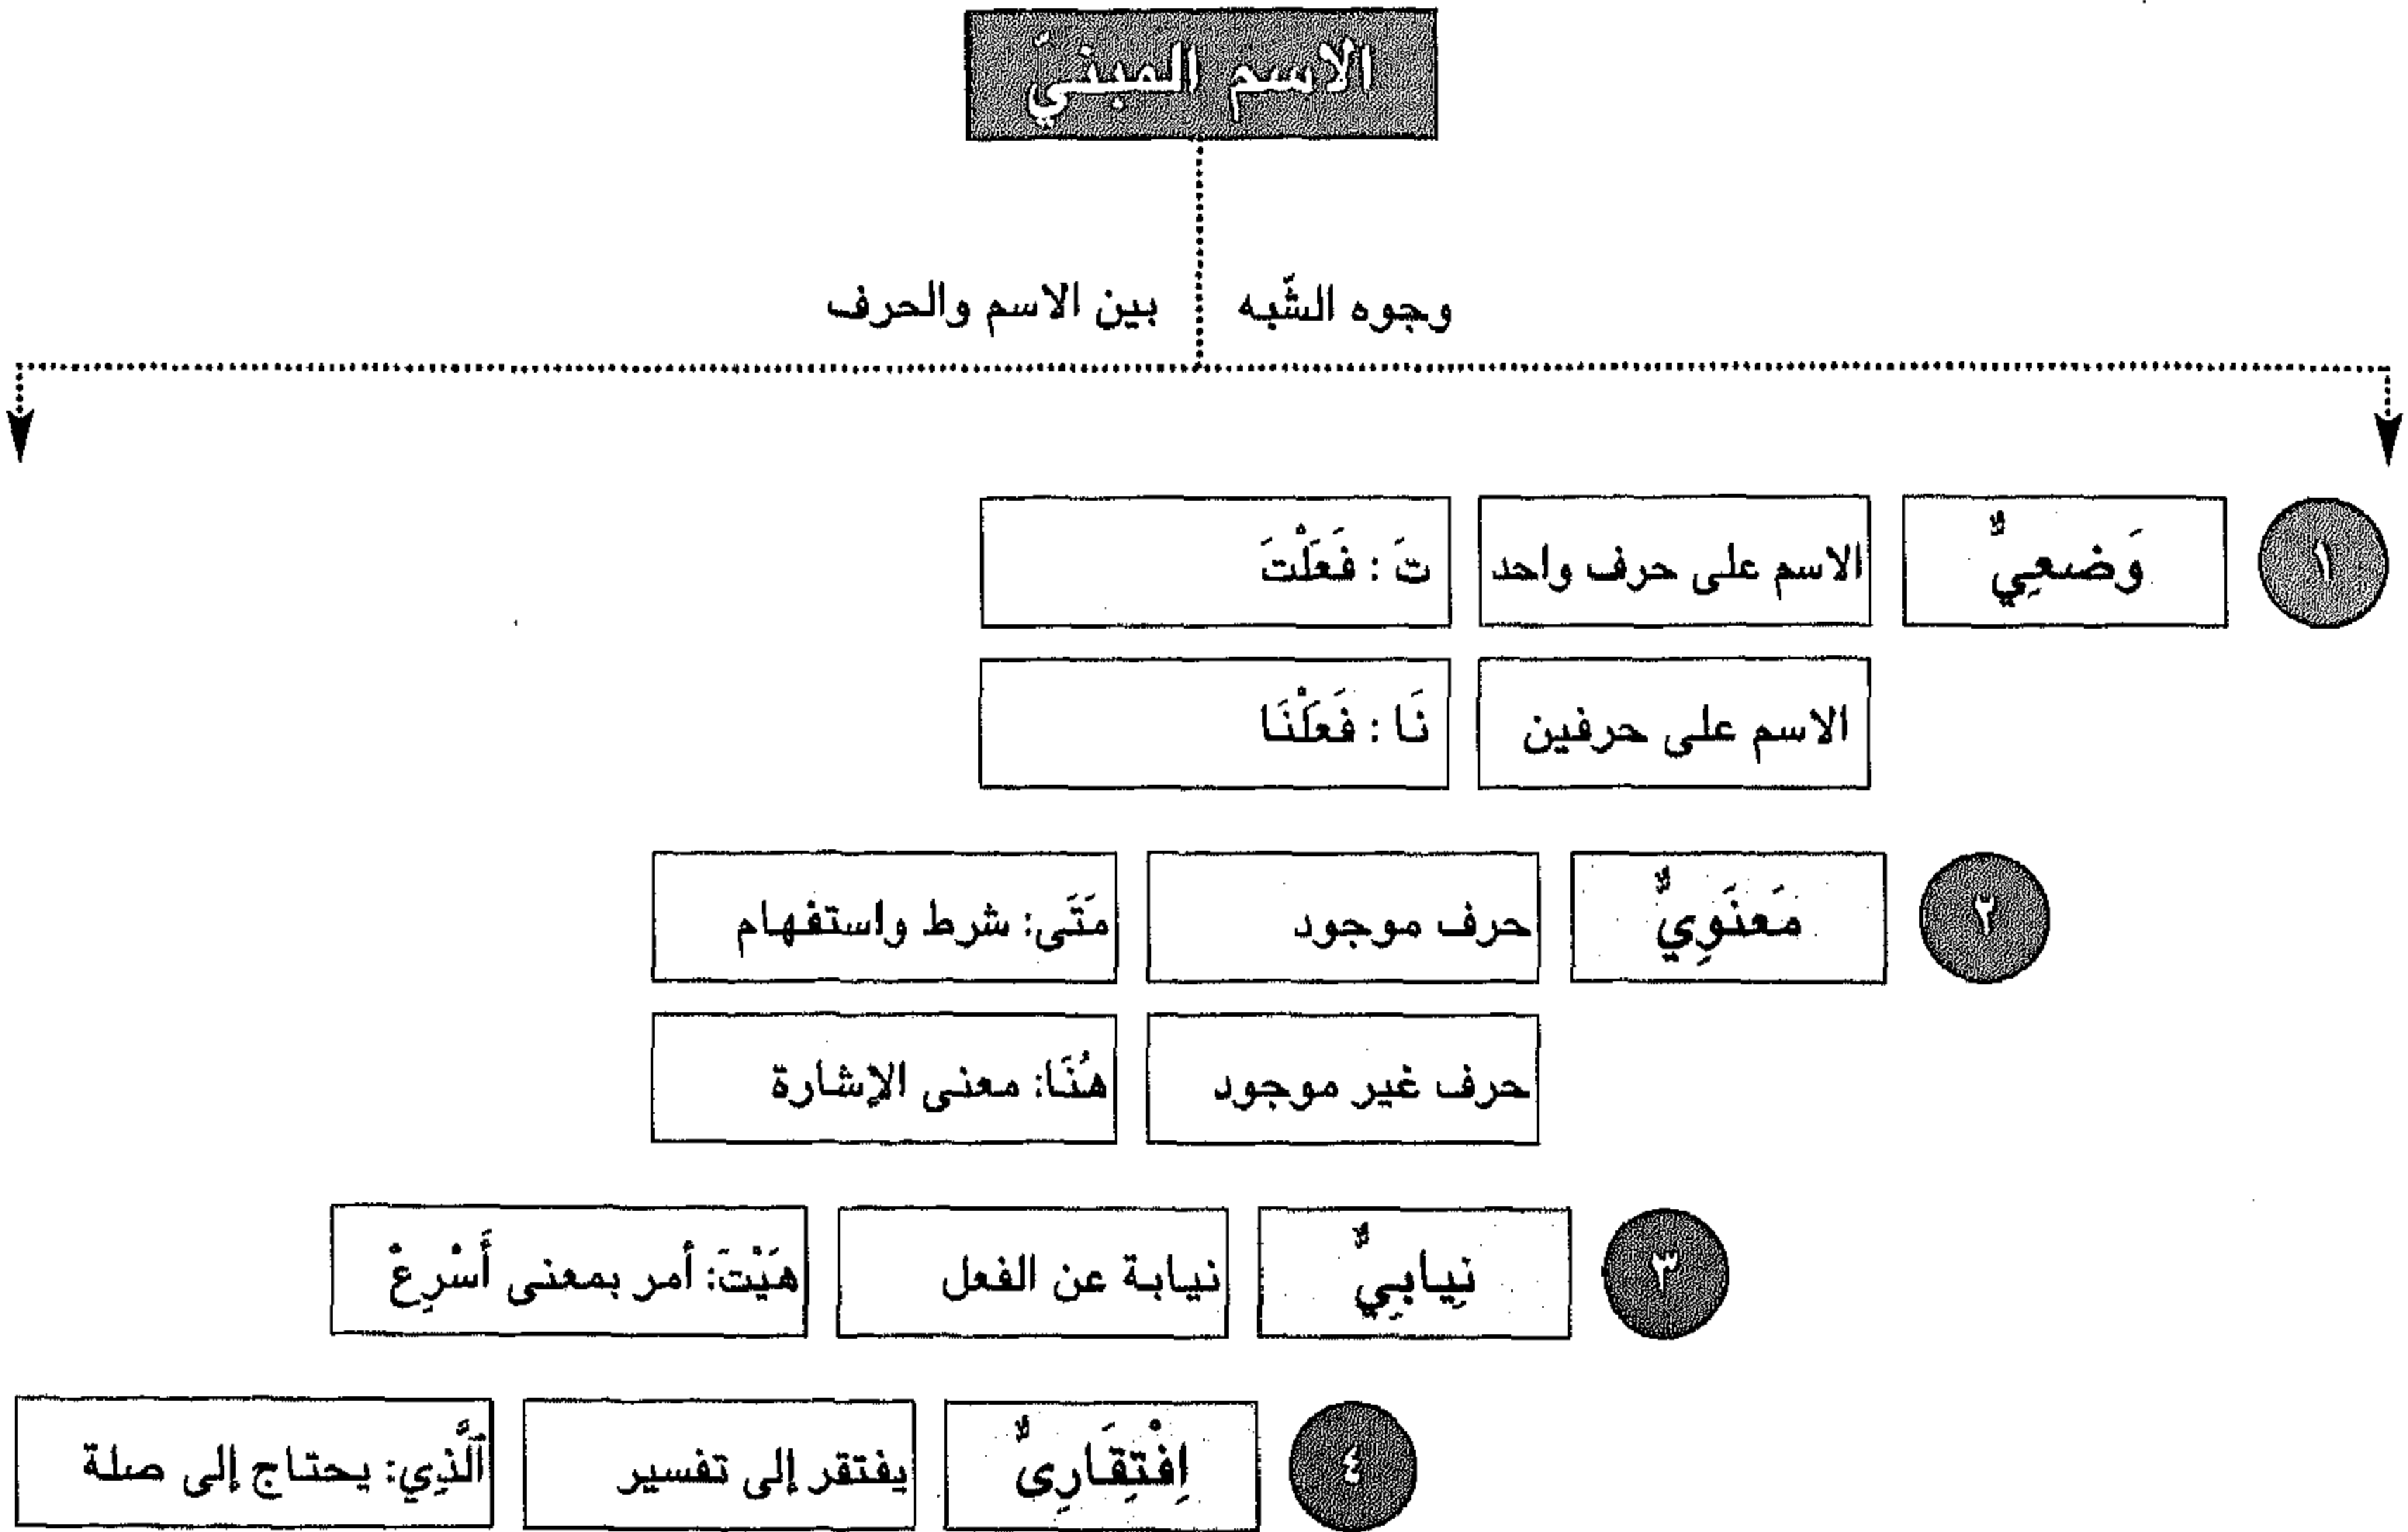 الاسم المبنيّ
وجوه الشّبه بين الاسم والحرف
١ وَضعِيٌّ الاسم على حرف واحد تَ : فَعَلْتَ
الاسم على حرفين نَا : فَعَلْنَا
٢ مَعنَوِيٌّ حرف موجود مَتَى: شرط واستفهام
حرف غير موجود هُنَا: معنى الإشارة
٣ نِيابِيٌّ نيابة عن الفعل هَيْتَ: أمر بمعنى أَسْرِعْ
٤ اِفْتِقَارِىٌّ يفتقر إلى تفسير اَلَّذِي: يحتاج إلى صلة